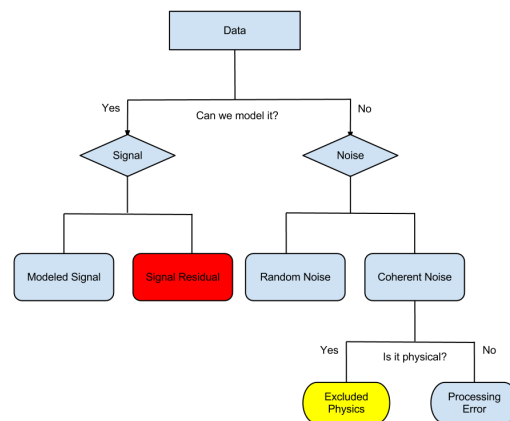 Data
Yes
Can we model it?
No
Signal
Noise
Modeled Signal
Signal Residual
Random Noise
Coherent Noise
Yes
Is it physical?
No
Excluded
Physics
Processing
Error